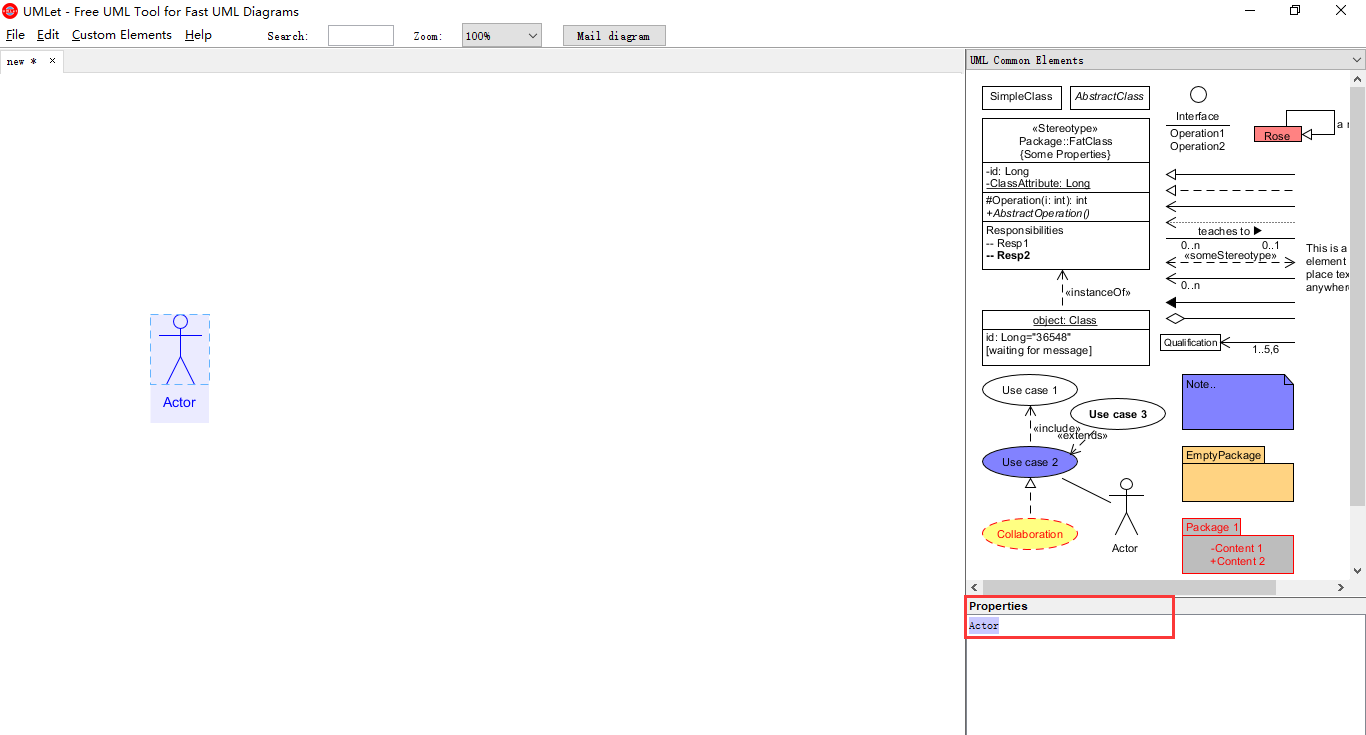 UMLet - Free UML Tool for Fast UML Diagrams
File Edit Custom Elements Help Search: Zoom: 100% Mail diagram
new *
UML Common Elements
Actor
SimpleClass
AbstractClass
Interface
Operation1
Operation2
Rose
a
«Stereotype»
Package::FatClass
{Some Properties}
-id: Long
-ClassAttribute: Long
#Operation(i: int): int
+AbstractOperation()
Responsibilities
-- Resp1
-- Resp2
teaches to
0..n 0..1
«someStereotype»
0..n
This is a
element
place
«instanceOf»
object: Class
id: Long="36548"
[waiting for message]
Qualification
1..5,6
Use case 1
Use case 3
«include»
«extends»
Use case 2
Collaboration
Actor
Note..
EmptyPackage
Package 1
-Content 1
+Content 2
Properties
Actor